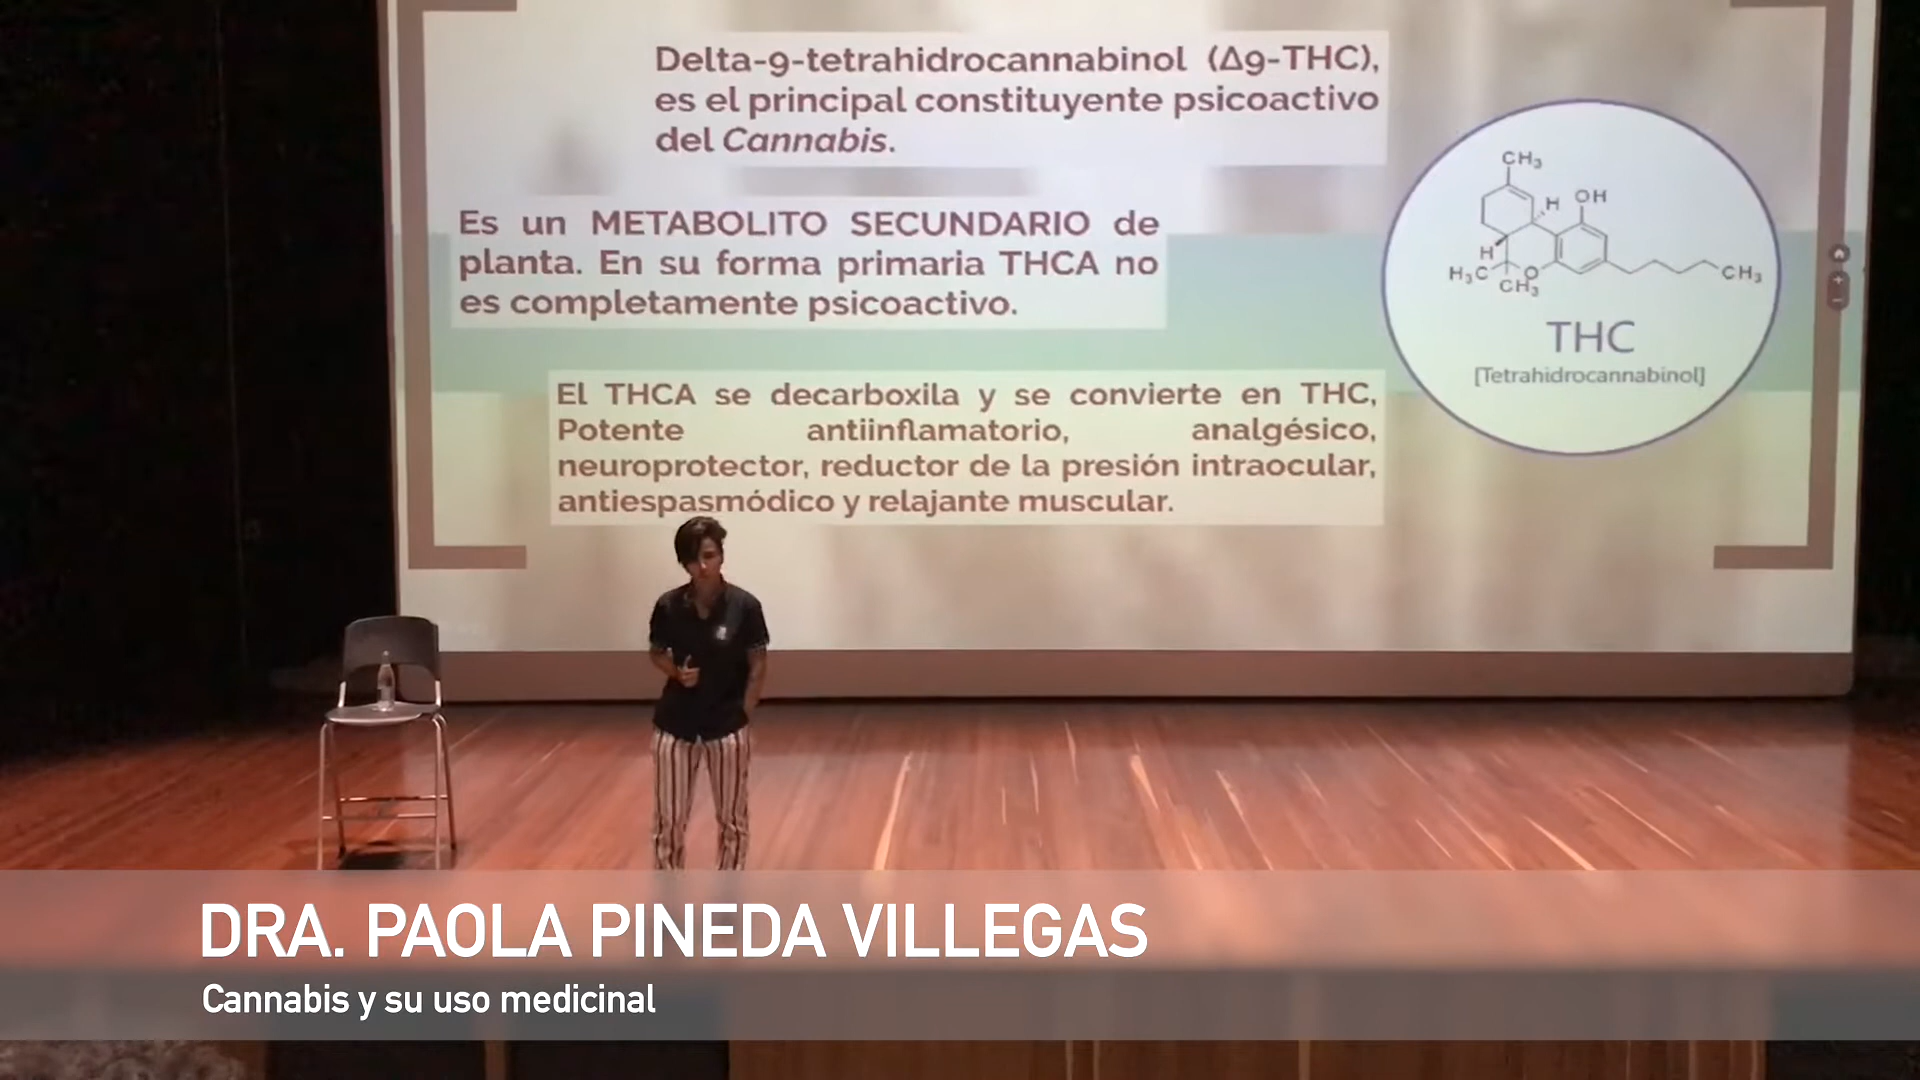 Delta-9-tetrahidrocannabinol (Δ9-THC),
es el principal constituyente psicoactivo
del Cannabis.
Es un METABOLITO SECUNDARIO de
planta. En su forma primaria THCA no
es completamente psicoactivo.
El THCA se decarboxila y se convierte en THC,
Potente antiinflamatorio, analgésico,
neuroprotector, reductor de la presión intraocular,
antiespasmódico y relajante muscular.
CH₃
H OH
H
H₃C O CH₃
CH₃
THC
[Tetrahidrocannabinol]
DRA. PAOLA PINEDA VILLEGAS
Cannabis y su uso medicinal